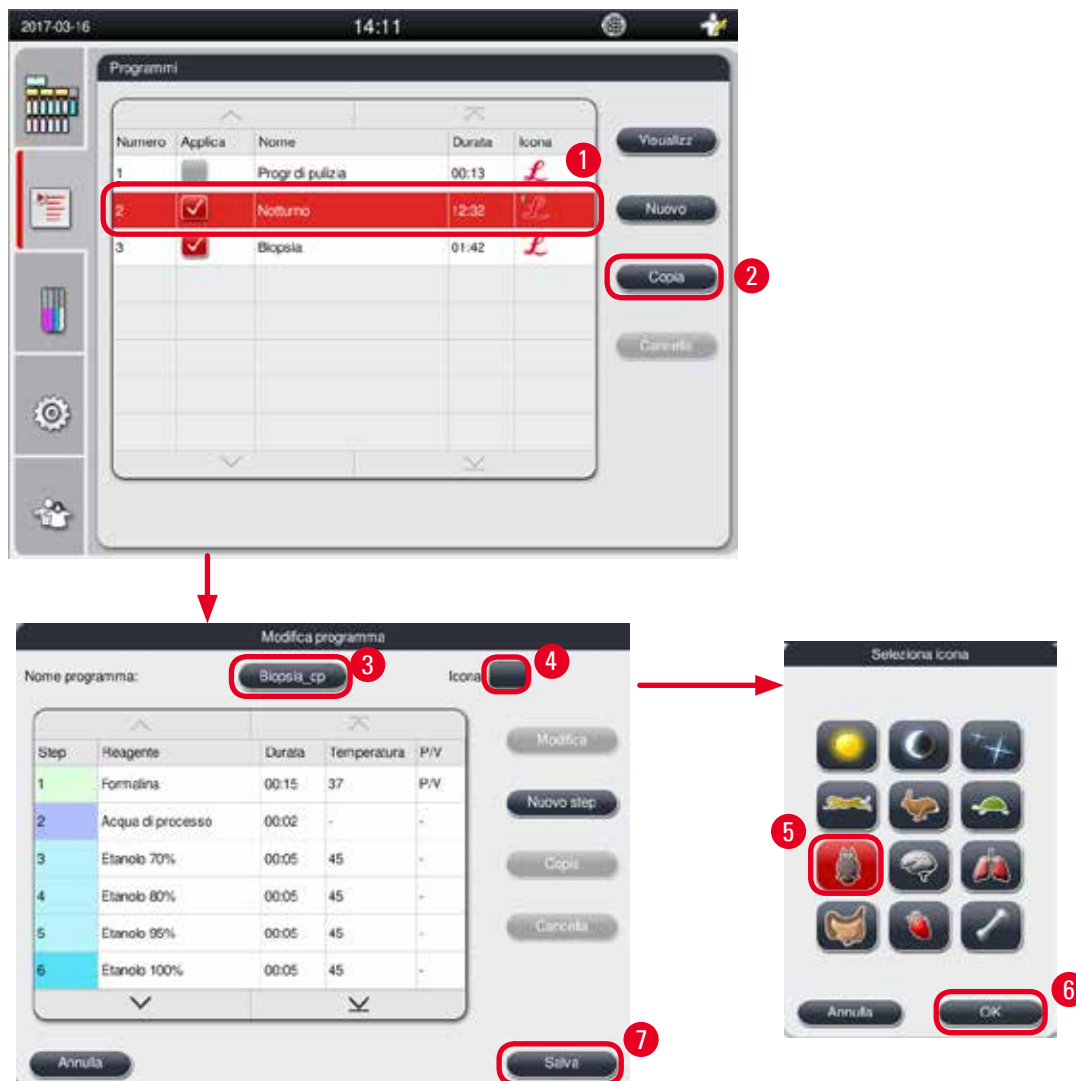 2017-03-16 14:11
Programmi
Numero Applica Nome Durata Icona
1 Progr di pulizia 00:13 L
2 Notturno 12:32 L
3 Biopsia 01:42 L
1
Visualizz
Nuovo
Copia
2
Cancella
Modifica programma
Nome programma: Biopsia_cp 3 Icona 4
Step Reagente Durata Temperatura P/V
1 Formalina 00:15 37 P/V
2 Acqua di processo 00:02 - -
3 Etanolo 70% 00:05 45 -
4 Etanolo 80% 00:05 45 -
5 Etanolo 95% 00:05 45 -
6 Etanolo 100% 00:05 45 -
Modifica
Nuovo step
Copia
Cancella
Annulla Salva
7
Seleziona icona
5
Annulla OK
6